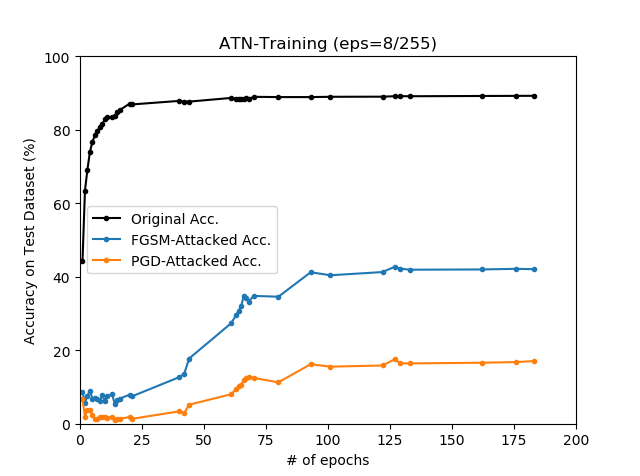 ATN-Training (eps=8/255)
100
80
60
40
20
0
Accuracy on Test Dataset (%)
Original Acc.
FGSM-Attacked Acc.
PGD-Attacked Acc.
0 25 50 75 100 125 150 175 200
# of epochs